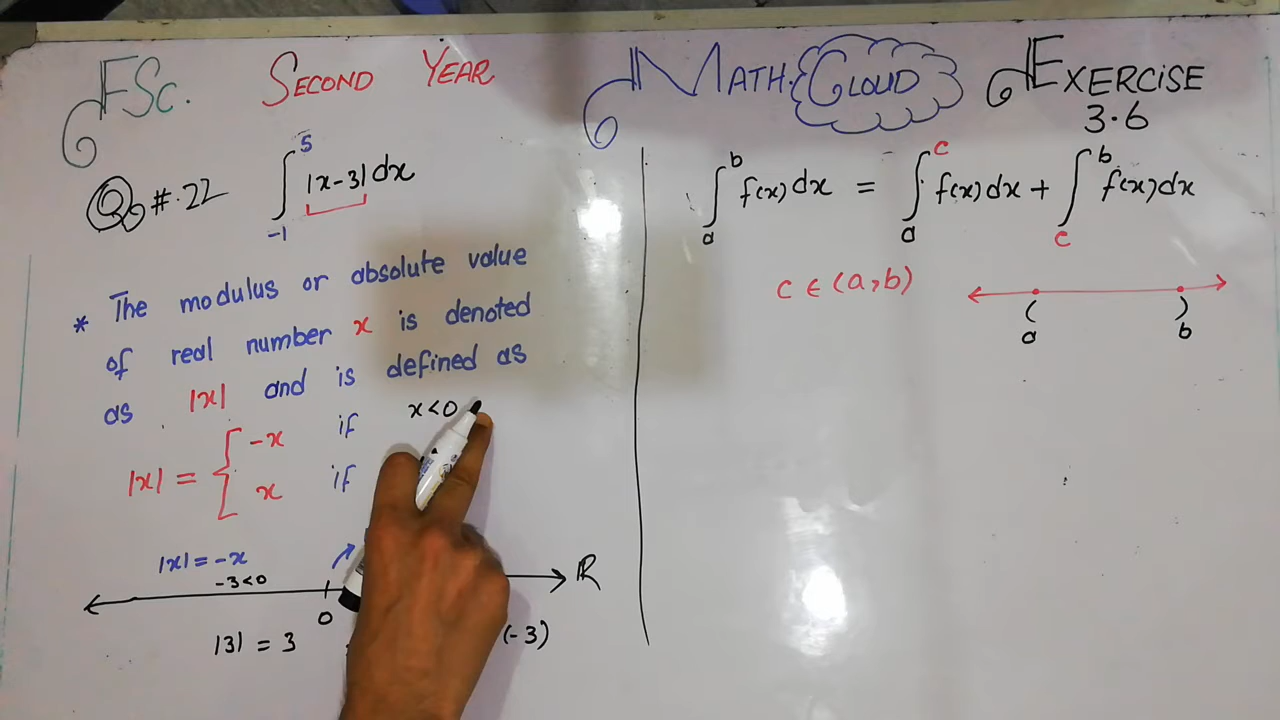 FSc. SECOND YEAR MATH CLOUD EXERCISE 3.6
Q #.22 ∫_{-1}^{5} |x-3| dx
* The modulus or absolute value
of real number x is denoted
as |x| and is defined as
|x| = { -x if x<0
x if
|x| = -x
-3<0
0
R
|3| = 3
(-3)
∫_{a}^{b} f(x) dx = ∫_{a}^{c} f(x) dx + ∫_{c}^{b} f(x) dx
c ∈ (a,b)
( )
a b